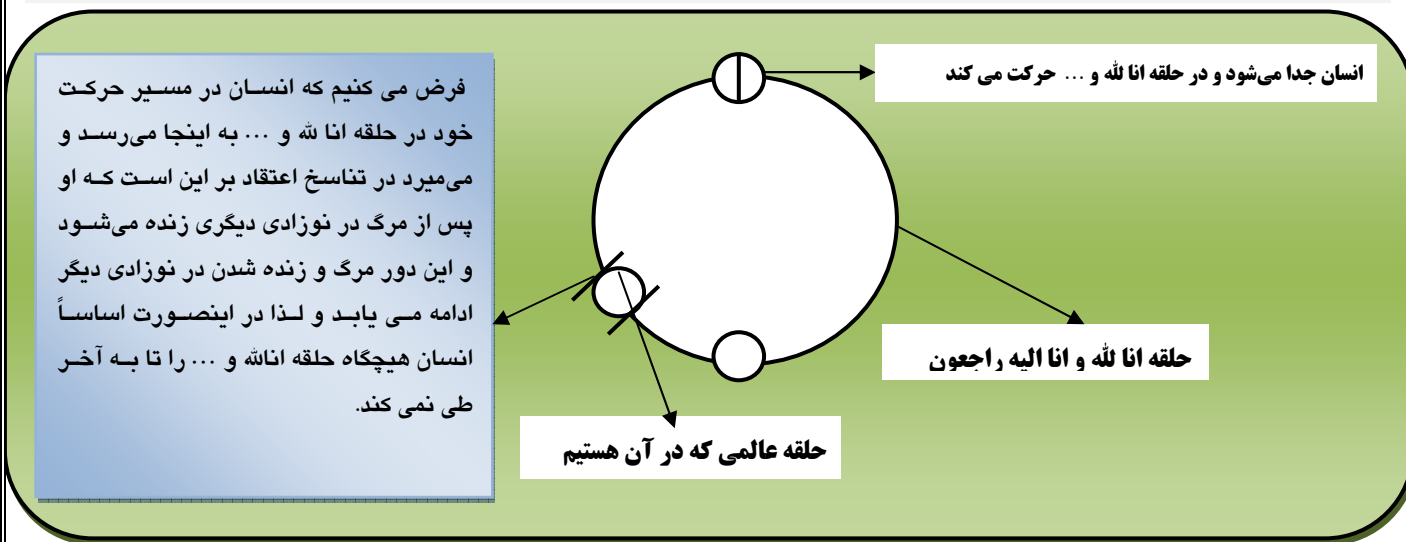 انسان جدا می‌شود و در حلقه انا لله و ... حرکت می کند
فرض می کنیم که انسان در مسیر حرکت
خود در حلقه انا لله و ... به اینجا می‌رسد و
می‌میرد در تناسخ اعتقاد بر این است که او
پس از مرگ در نوزادی دیگری زنده می‌شود
و این دور مرگ و زنده شدن در نوزادی دیگر
ادامه می یابد و لذا در اینصورت اساساً
انسان هیچگاه حلقه انالله و ... را تا به آخر
طی نمی کند.
حلقه انا لله و انا الیه راجعون
حلقه عالمی که در آن هستیم